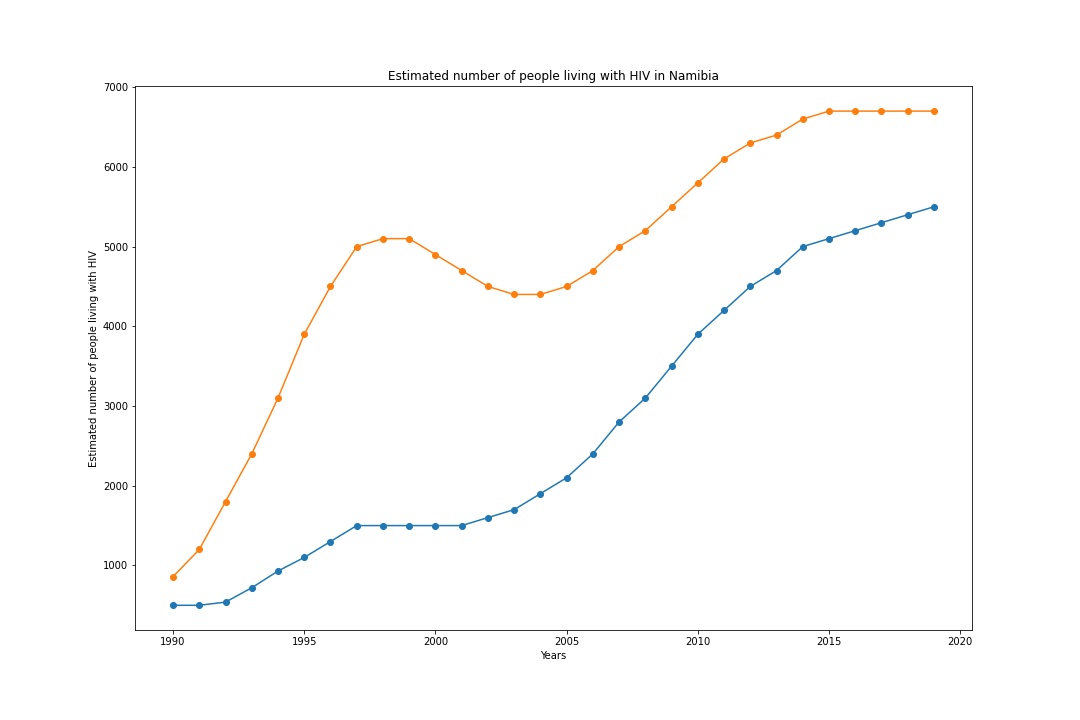 Estimated number of people living with HIV in Namibia
7000
6000
5000
4000
3000
2000
1000
Estimated number of people living with HIV
1990 1995 2000 2005 2010 2015 2020
Years